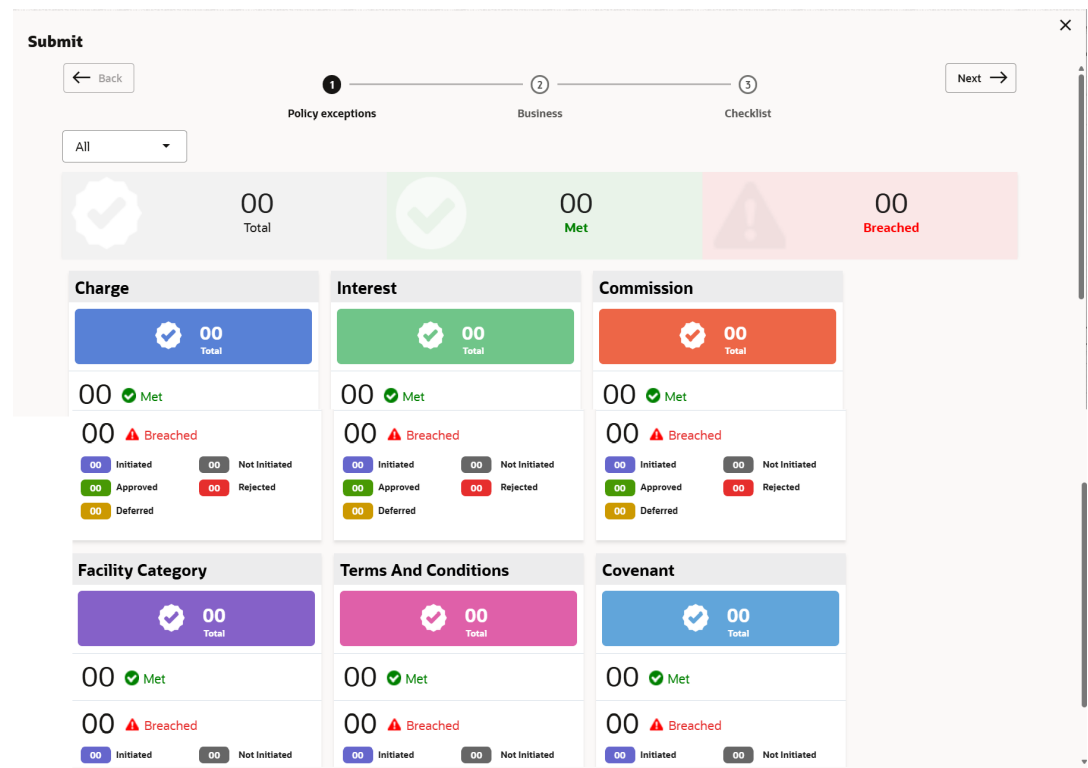 Submit
Back
Next
1
2
3
Policy exceptions
Business
Checklist
All
00
Total
00
Met
00
Breached
Charge
00
Total
00 Met
00 Breached
00 Initiated 00 Not Initiated
00 Approved 00 Rejected
00 Deferred
Interest
00
Total
00 Met
00 Breached
00 Initiated 00 Not Initiated
00 Approved 00 Rejected
00 Deferred
Commission
00
Total
00 Met
00 Breached
00 Initiated 00 Not Initiated
00 Approved 00 Rejected
00 Deferred
Facility Category
00
Total
00 Met
00 Breached
00 Initiated 00 Not Initiated
Terms And Conditions
00
Total
00 Met
00 Breached
00 Initiated 00 Not Initiated
Covenant
00
Total
00 Met
00 Breached
00 Initiated 00 Not Initiated